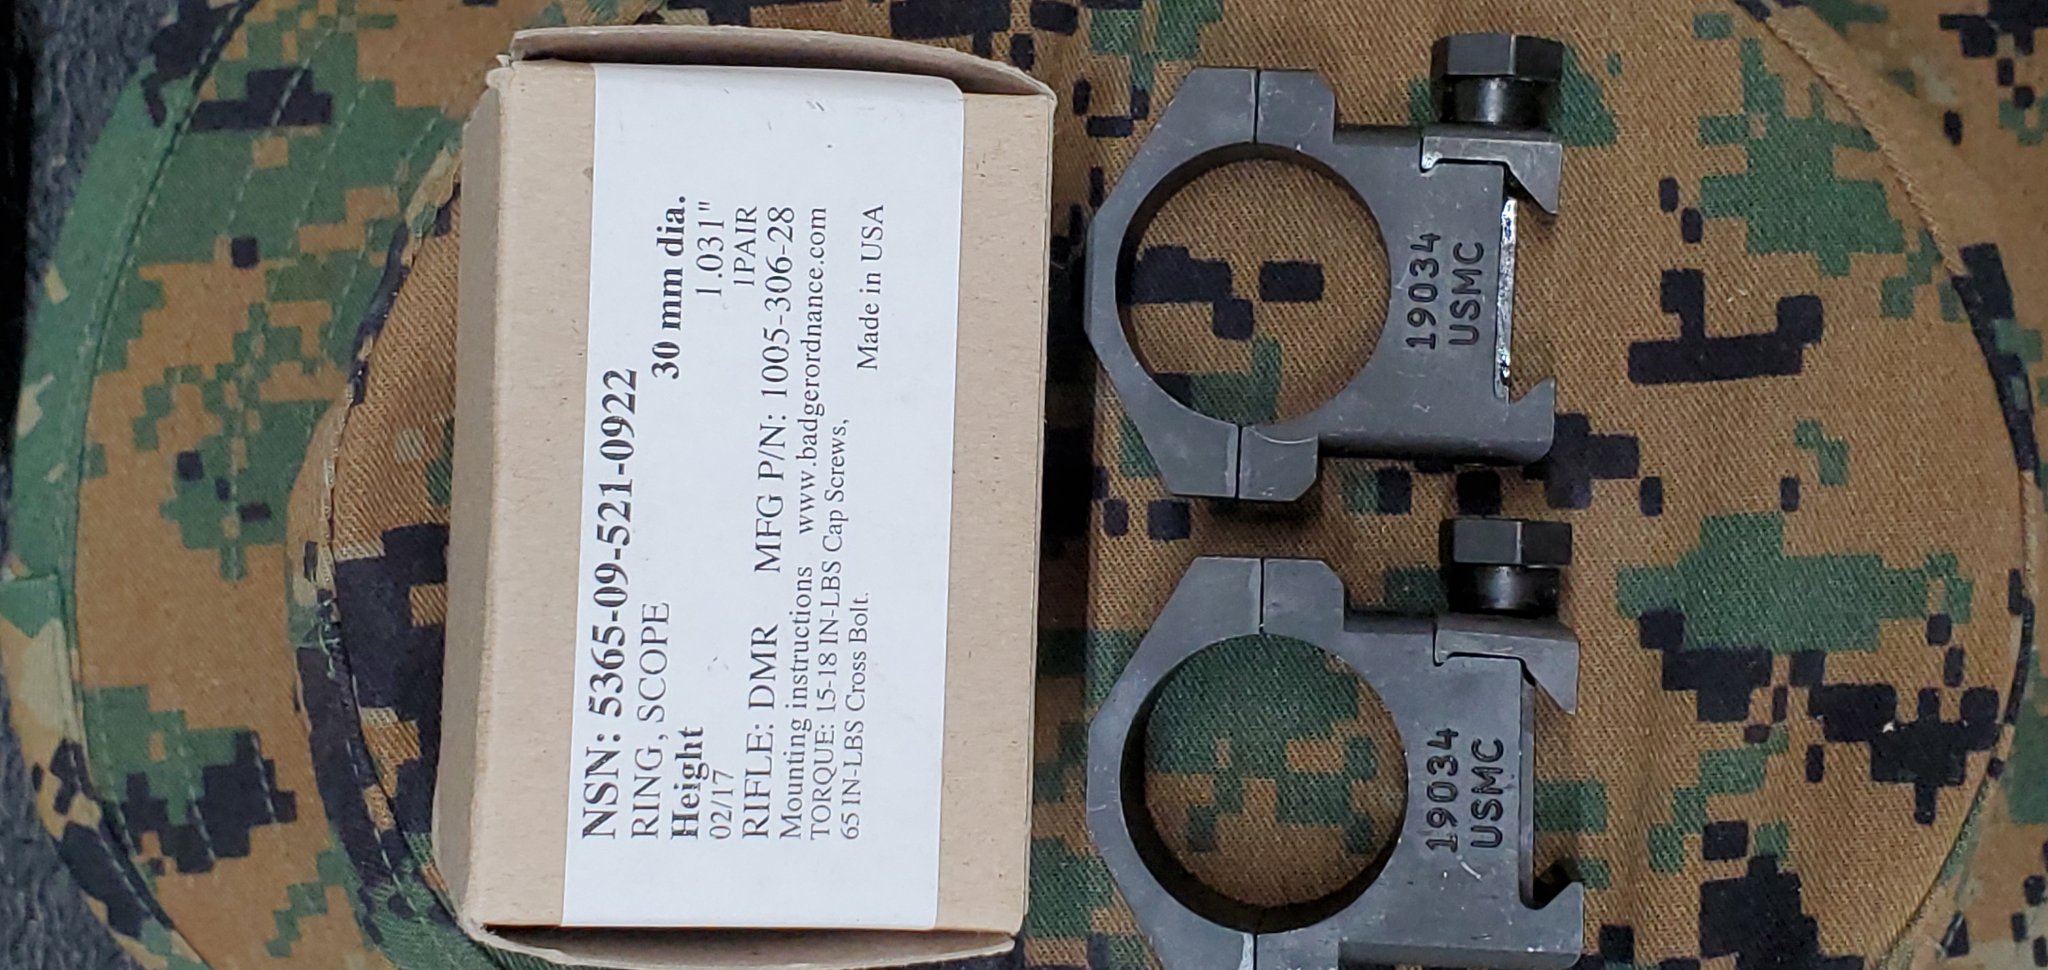 NSN: 5365-09-521-0922
RING, SCOPE 30 mm dia.
Height 1.031"
02/17 1PAIR
RIFLE: DMR MFG P/N: 1005-306-28
Mounting instructions www.badgerordnance.com
TORQUE: 15-18 IN-LBS Cap Screws,
65 IN-LBS Cross Bolt. Made in USA
19034
USMC
19034
USMC